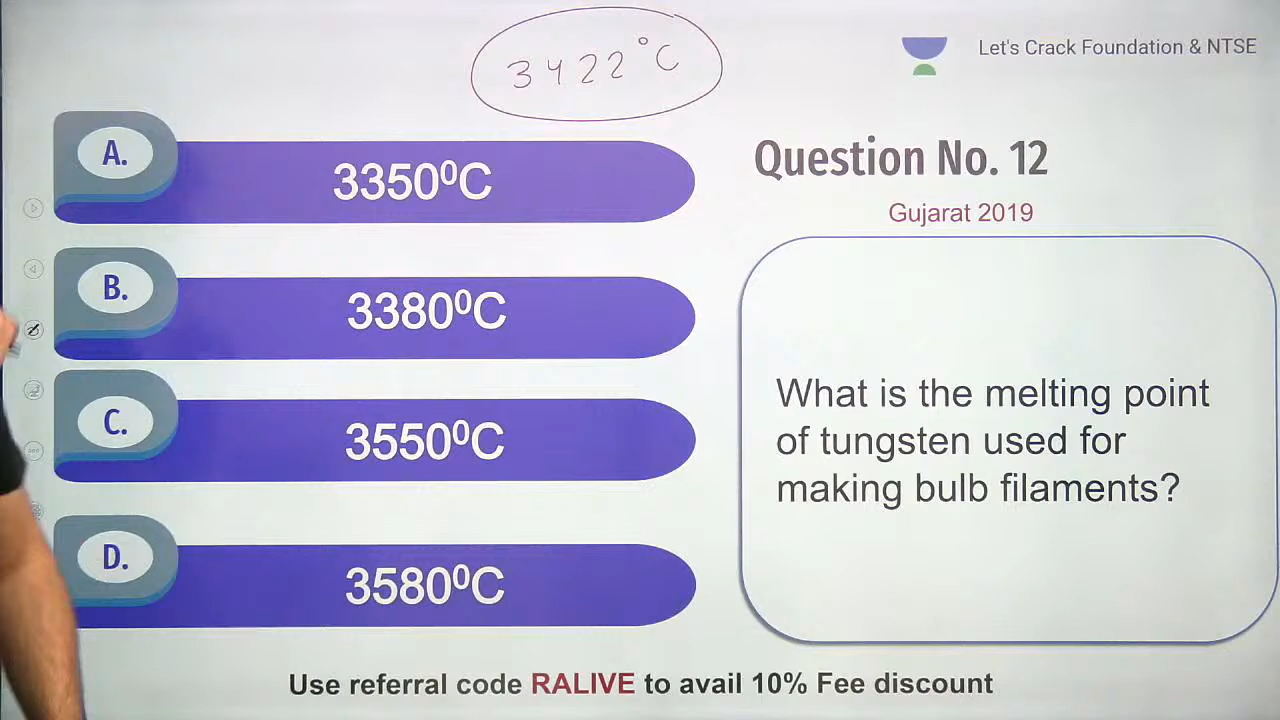 3422°C
Let's Crack Foundation & NTSE
A.
3350⁰C
B.
3380⁰C
C.
3550⁰C
D.
3580⁰C
Question No. 12
Gujarat 2019
What is the melting point
of tungsten used for
making bulb filaments?
Use referral code RALIVE to avail 10% Fee discount